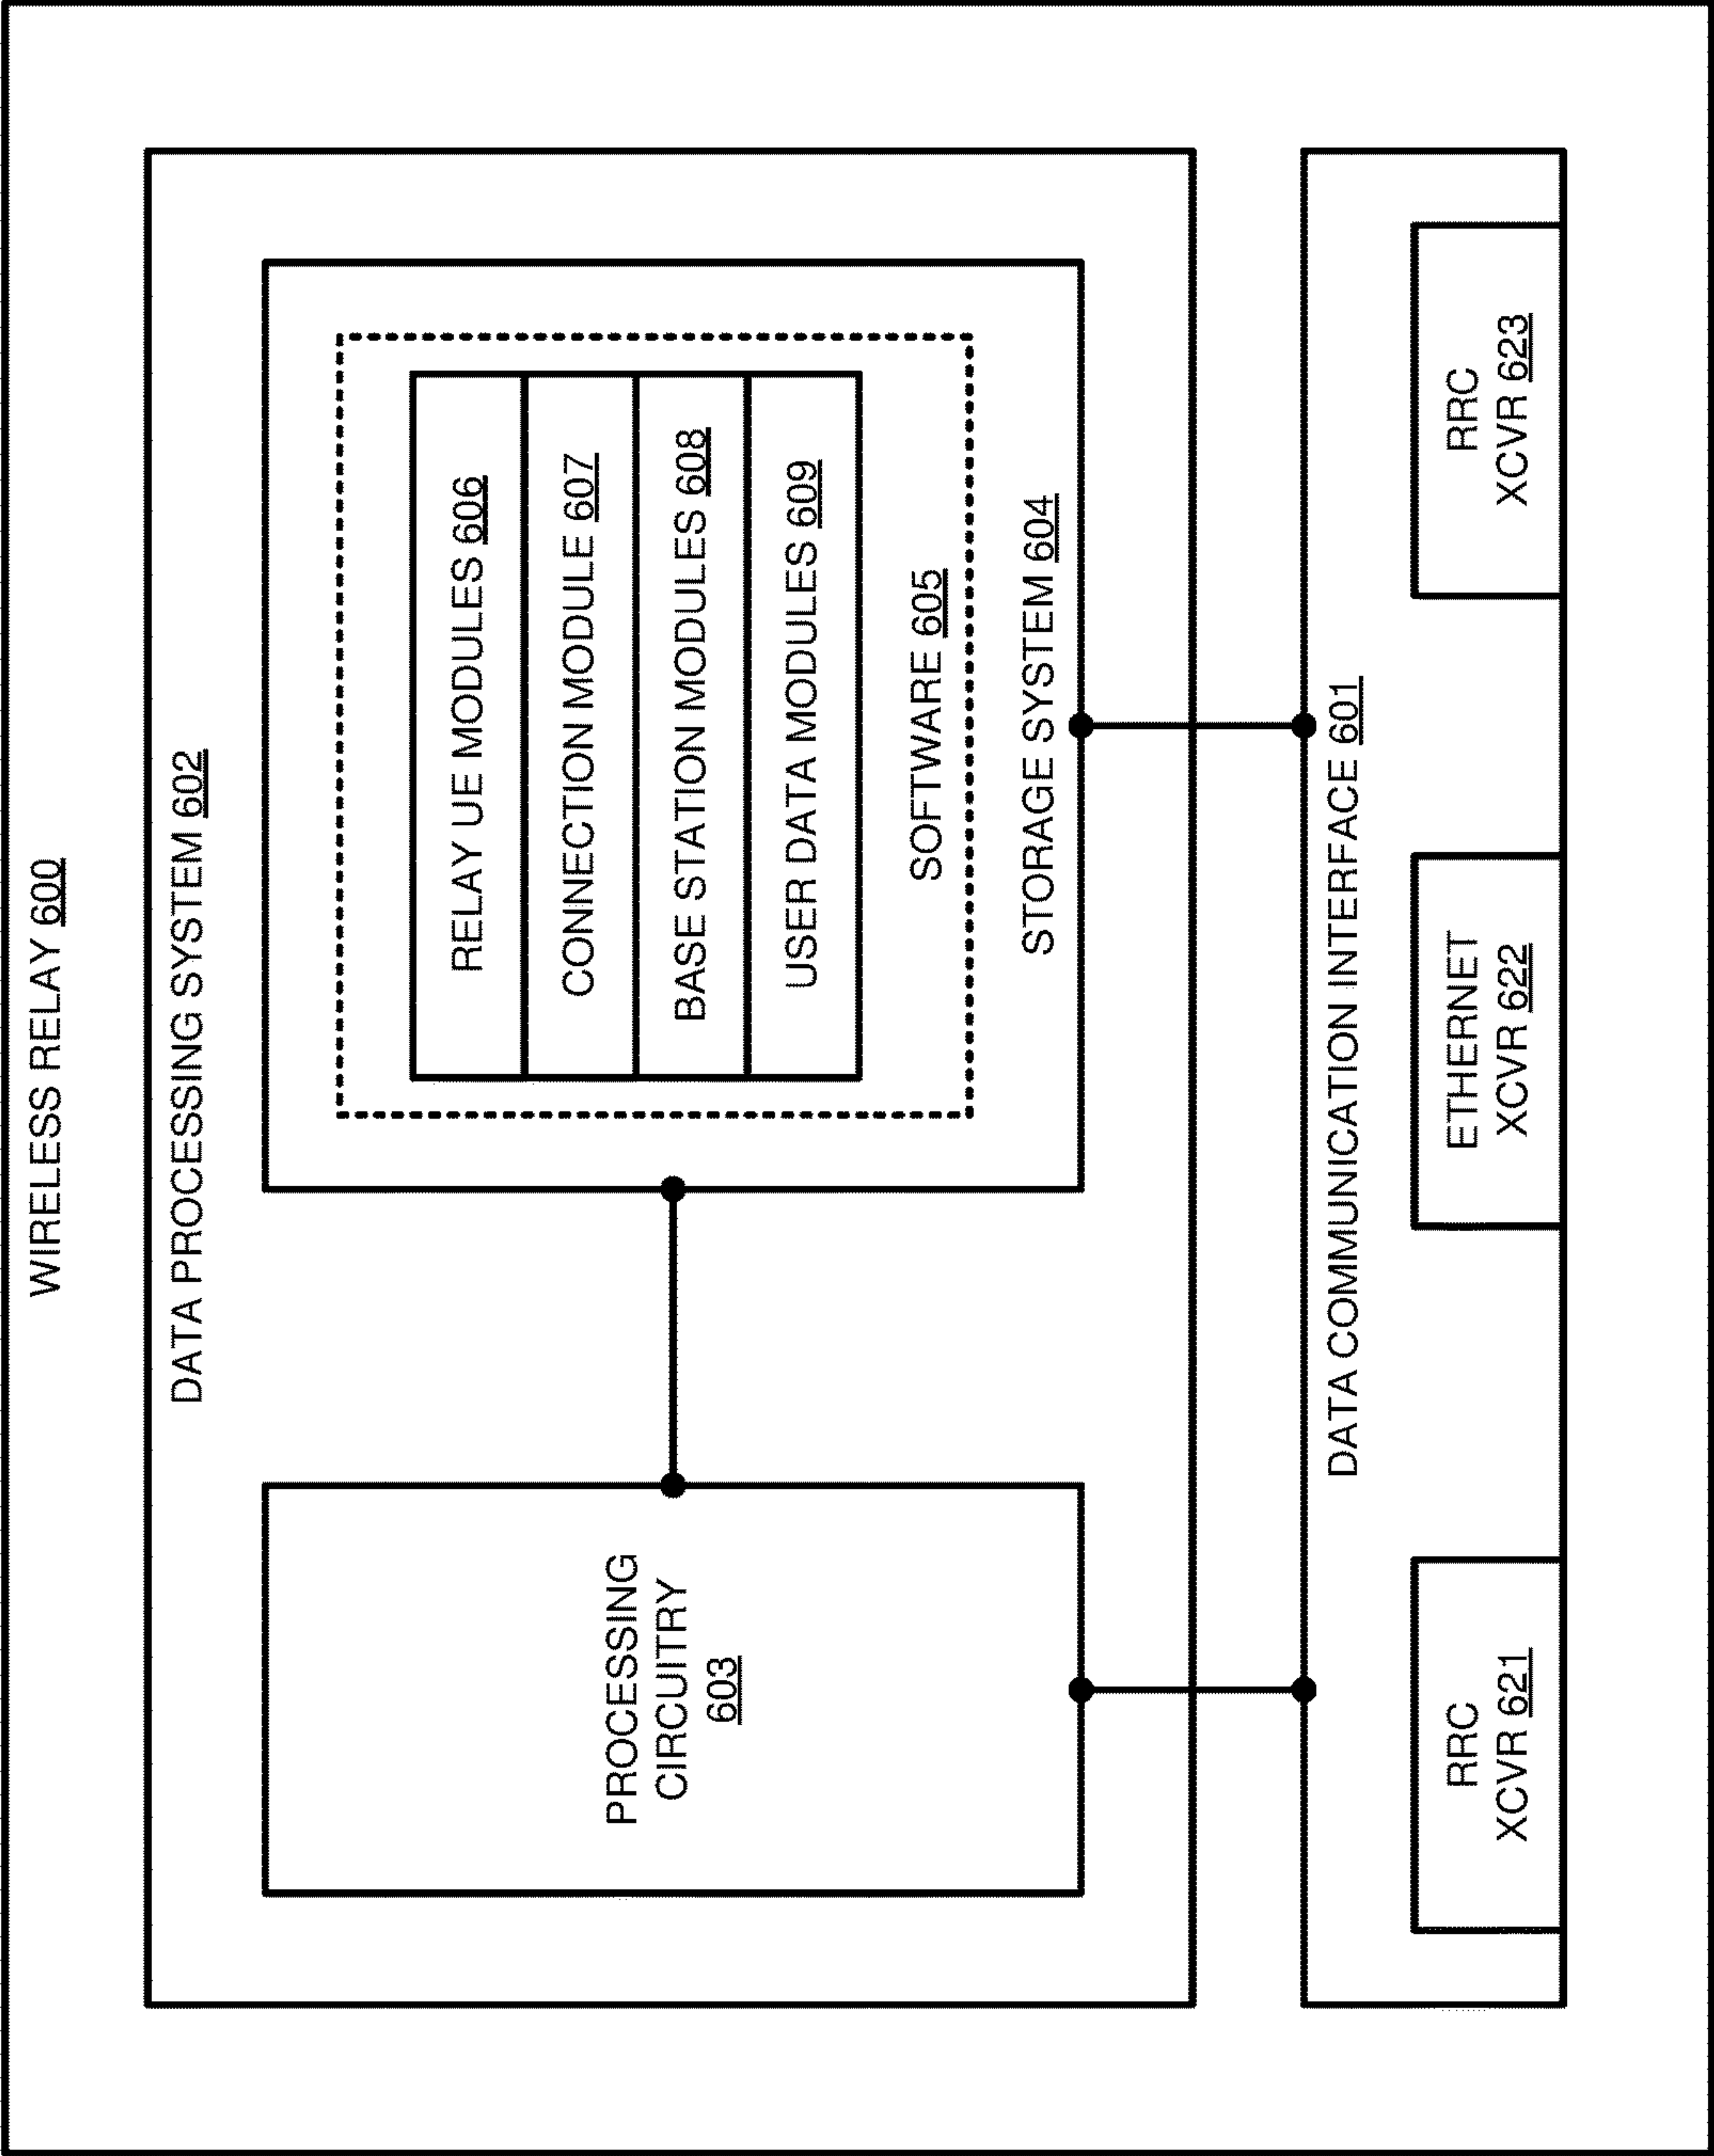 WIRELESS RELAY 600
DATA PROCESSING SYSTEM 602
PROCESSING
CIRCUITRY
603
RELAY UE MODULES 606
CONNECTION MODULE 607
BASE STATION MODULES 608
USER DATA MODULES 609
SOFTWARE 605
STORAGE SYSTEM 604
DATA COMMUNICATION INTERFACE 601
RRC
XCVR 621
ETHERNET
XCVR 622
RRC
XCVR 623